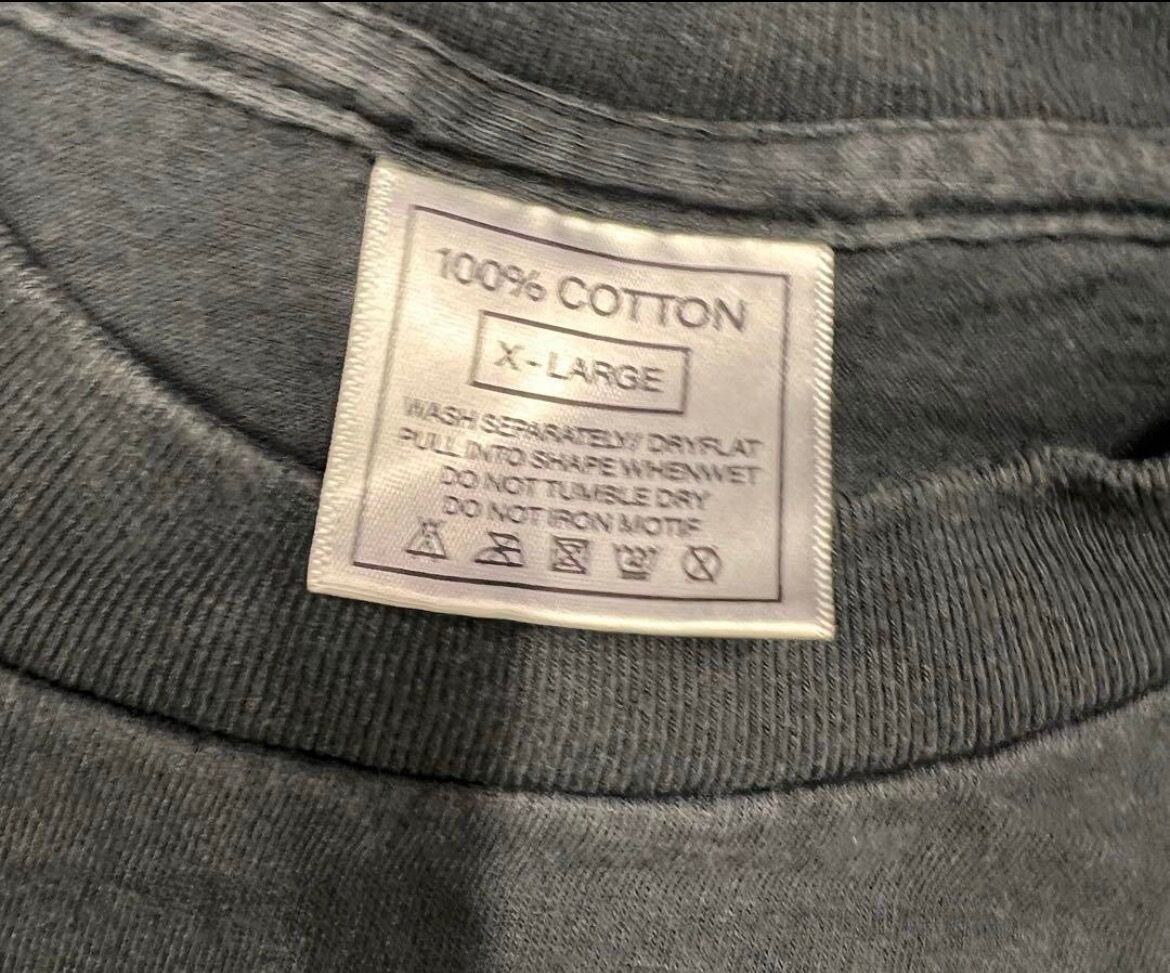 100% COTTON
X-LARGE
WASH SEPARATELY/ DRYFLAT
PULL INTO SHAPE WHENWET
DO NOT TUMBLE DRY
DO NOT IRON MOTIF